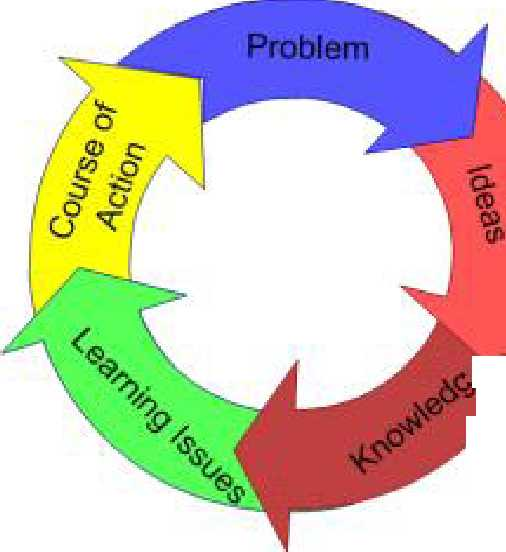 Problem
Ideas
Knowledg
Learning Issues
Course of
Action